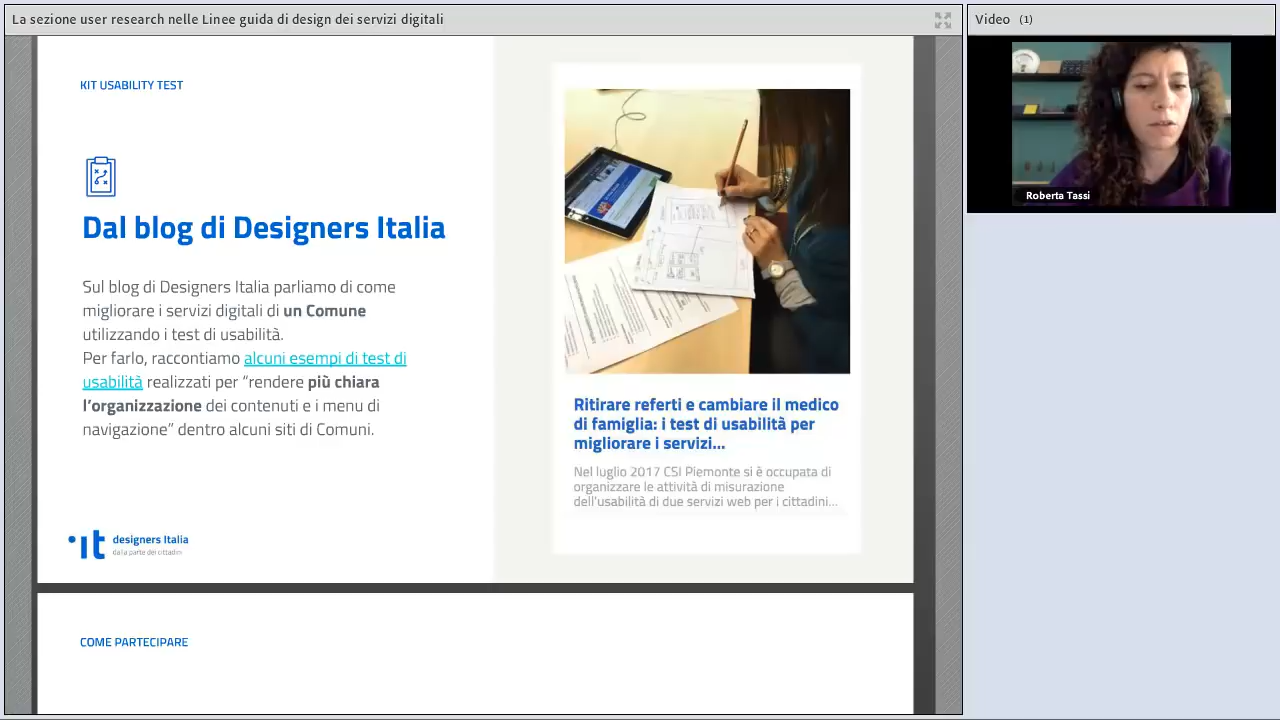 La sezione user research nelle Linee guida di design dei servizi digitali
Video (1)
Roberta Tassi
KIT USABILITY TEST
Dal blog di Designers Italia
Sul blog di Designers Italia parliamo di come
migliorare i servizi digitali di un Comune
utilizzando i test di usabilità.
Per farlo, raccontiamo alcuni esempi di test di
usabilità realizzati per “rendere più chiara
l’organizzazione dei contenuti e i menu di
navigazione” dentro alcuni siti di Comuni.
Ritirare referti e cambiare il medico
di famiglia: i test di usabilità per
migliorare i servizi...
Nel luglio 2017 CSI Piemonte si è occupata di
organizzare le attività di misurazione
dell'usabilità di due servizi web per i cittadini...
it designers Italia
dalla parte dei cittadini
COME PARTECIPARE